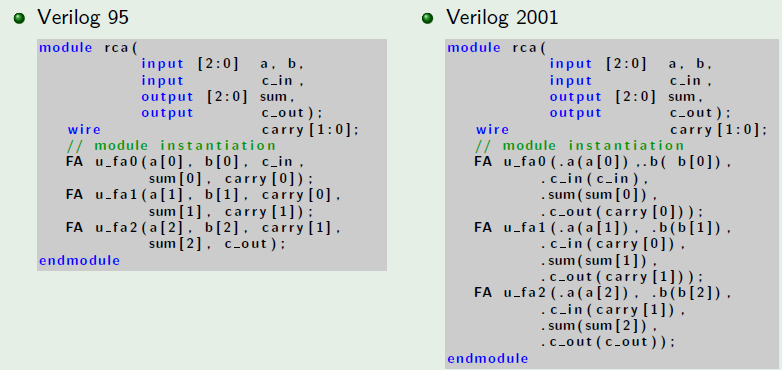 Verilog 95
module rca(
input [2:0] a, b,
input c_in,
output [2:0] sum,
output c_out);
wire carry[1:0];
// module instantiation
FA u_fa0(a[0], b[0], c_in,
sum[0], carry[0]);
FA u_fa1(a[1], b[1], carry[0],
sum[1], carry[1]);
FA u_fa2(a[2], b[2], carry[1],
sum[2], c_out);
endmodule
Verilog 2001
module rca(
input [2:0] a, b,
input c_in,
output [2:0] sum,
output c_out);
wire carry[1:0];
// module instantiation
FA u_fa0(.a(a[0]),.b( b[0]),
.c_in(c_in),
.sum(sum[0]),
.c_out(carry[0]));
FA u_fa1(.a(a[1]), .b(b[1]),
.c_in(carry[0]),
.sum(sum[1]),
.c_out(carry[1]));
FA u_fa2(.a(a[2]), .b(b[2]),
.c_in(carry[1]),
.sum(sum[2]),
.c_out(c_out));
endmodule